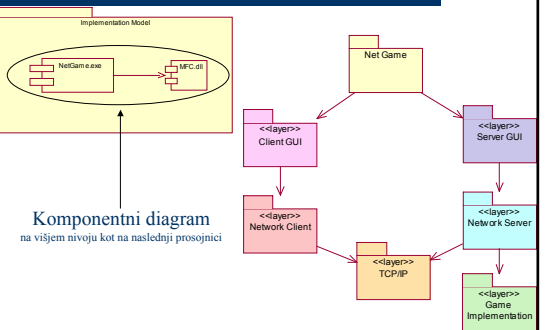 Implementation Model
NetGame.exe
MFC.dll
Komponentni diagram
na višjem nivoju kot na naslednji prosojnici
Net Game
<<layer>>
Client GUI
<<layer>>
Server GUI
<<layer>>
Network Client
<<layer>>
Network Server
<<layer>>
TCP/IP
<<layer>>
Game
Implementation